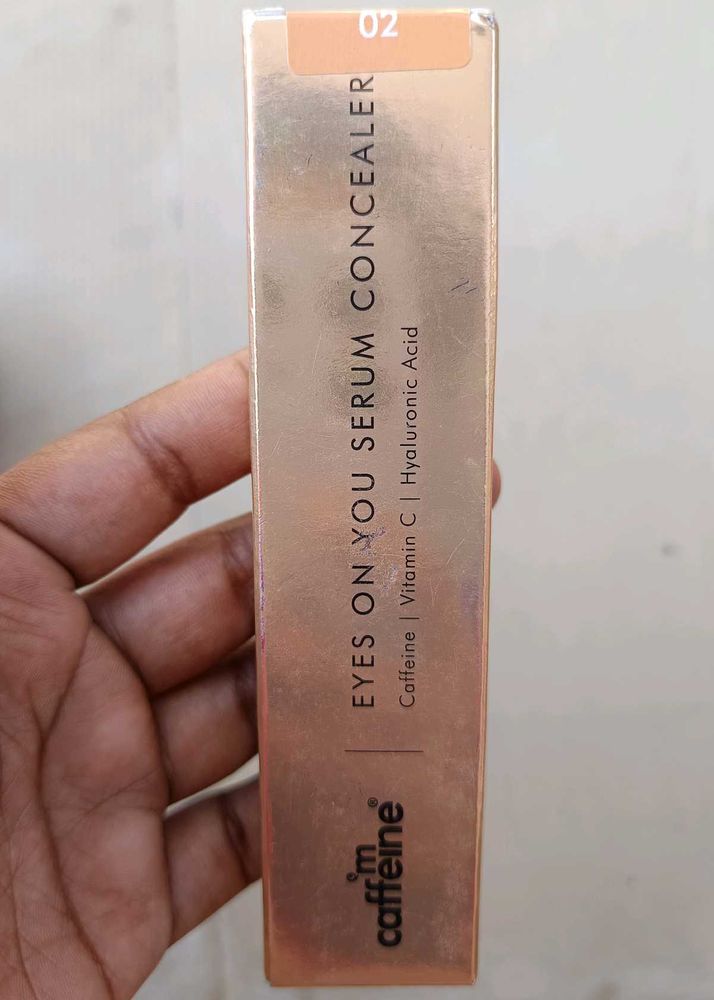 02
EYES ON YOU SERUM CONCEALER
Caffeine | Vitamin C | Hyaluronic Acid
m
caffeine®